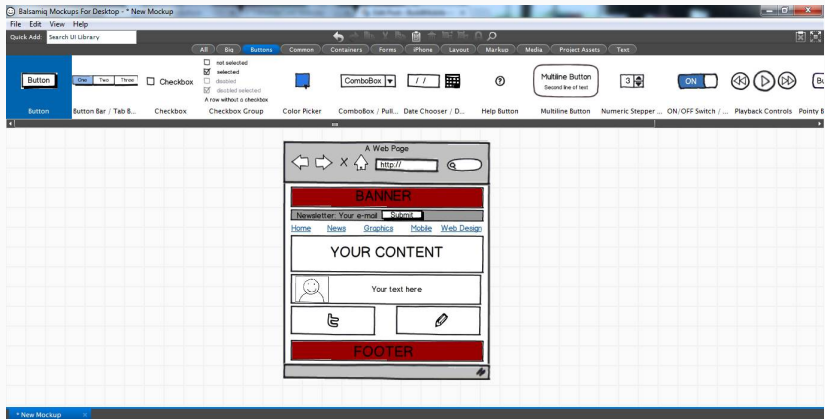 Balsamiq Mockups For Desktop - * New Mockup
File Edit View Help
Quick Add: Search UI Library
All Big Buttons Common Containers Forms iPhone Layout Markup Media Project Assets Text
not selected
selected
disabled
disabled selected
A row without a checkbox
Button
One Two Three
Checkbox
ComboBox
/ /
?
Multiline Button
Second line of text
3
ON
Bu
Button
Button Bar / Tab B...
Checkbox
Checkbox Group
Color Picker
ComboBox / Pull...
Date Chooser / D...
Help Button
Multiline Button
Numeric Stepper ...
ON/OFF Switch / ...
Playback Controls
Pointy B
A Web Page
http://
BANNER
Newsletter: Your e-mail Submit
Home News Graphics Mobile Web Design
YOUR CONTENT
Your text here
FOOTER
* New Mockup